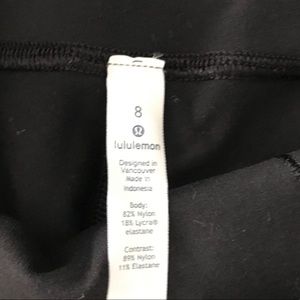 8
lululemon
Designed in
Vancouver
Made in
Indonesia
Body:
82% Nylon
18% Lycra®
elastane
Contrast:
89% Nylon
11% Elastane